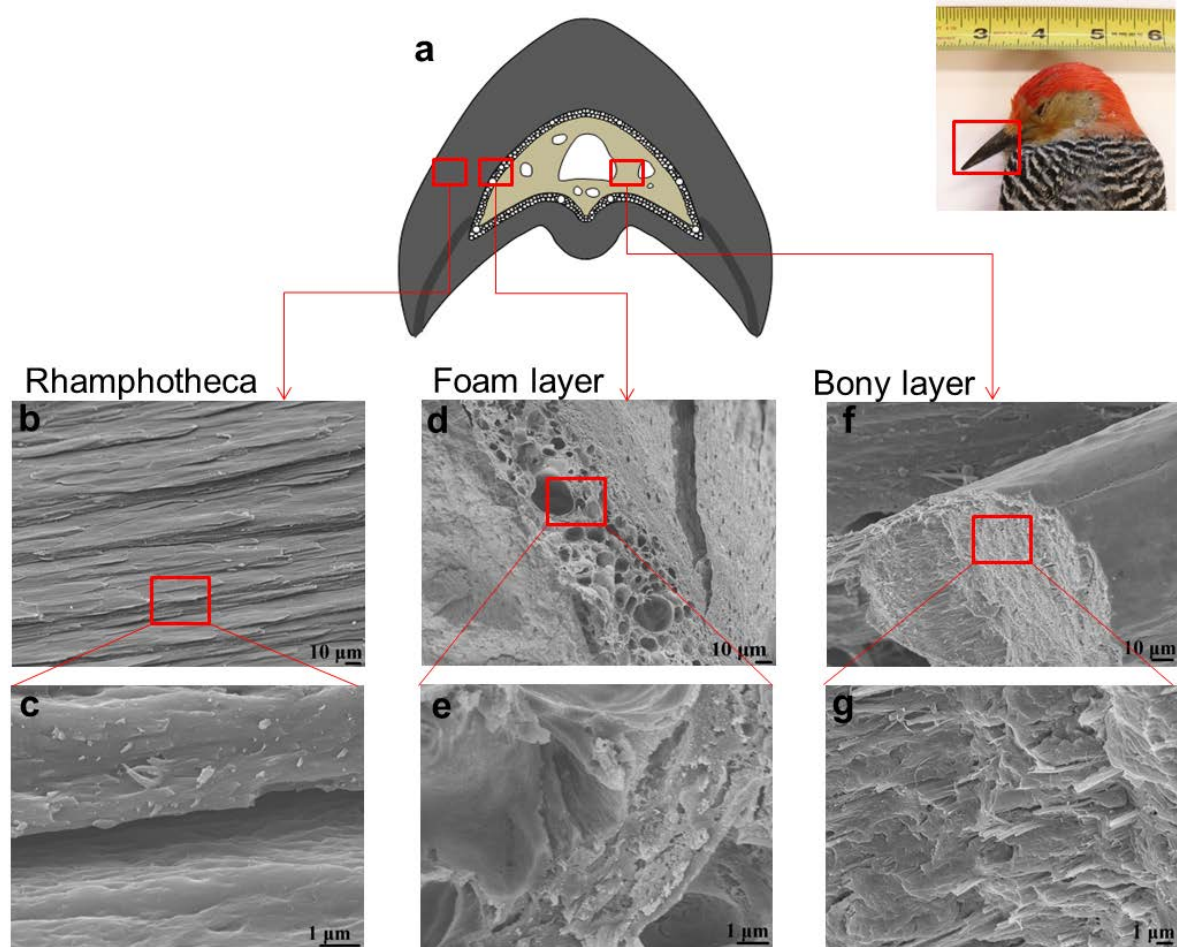 a
3 4 5 6
Rhamphotheca
Foam layer
Bony layer
b
d
f
10 μm
10 μm
10 μm
c
e
g
1 μm
1 μm
1 μm